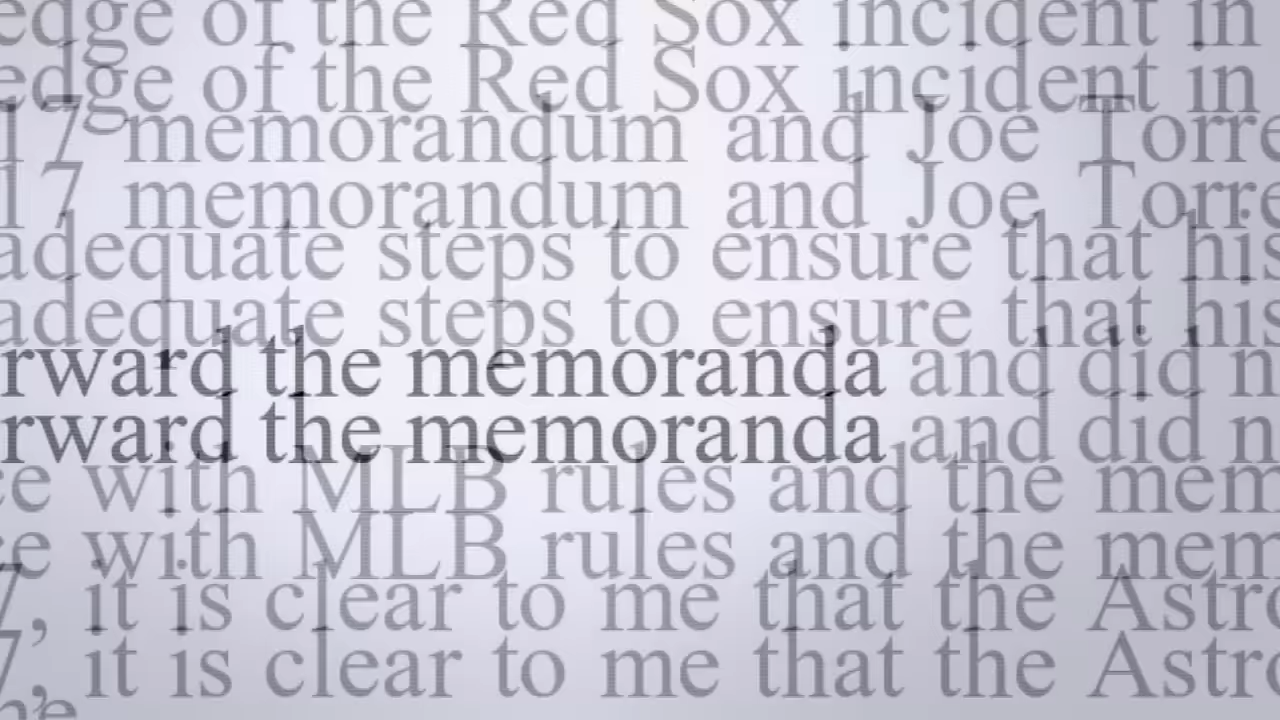 edge of the Red Sox incident in
edge of the Red Sox incident in
17 memorandum and Joe Torre
17 memorandum and Joe Torre
adequate steps to ensure that his
adequate steps to ensure that his
rward the memoranda and did n
rward the memoranda and did n
ce with MLB rules and the mem
ce with MLB rules and the mem
7, it is clear to me that the Astro
7, it is clear to me that the Astro